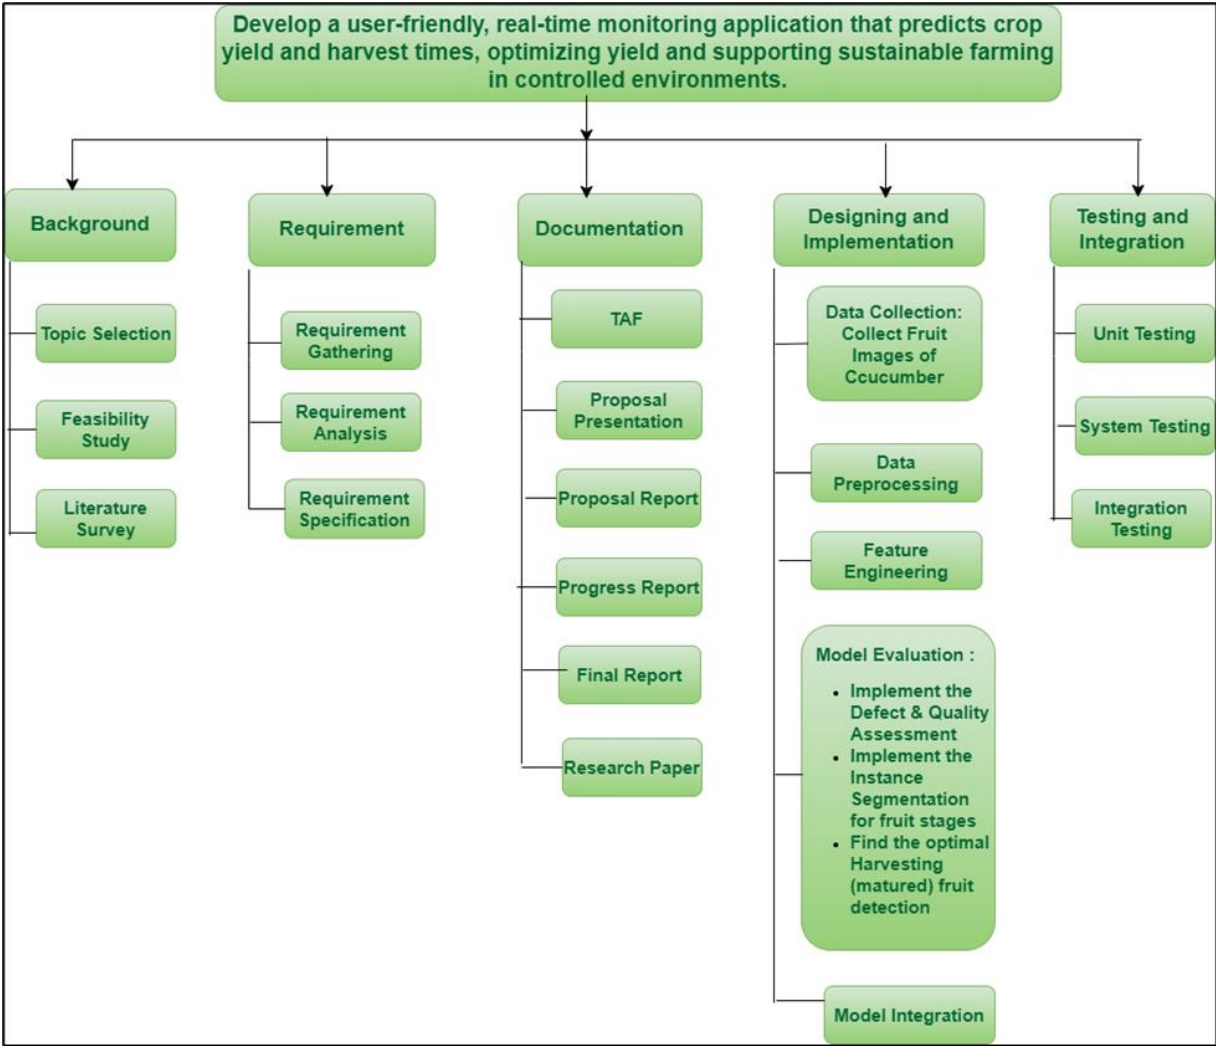 Develop a user-friendly, real-time monitoring application that predicts crop
yield and harvest times, optimizing yield and supporting sustainable farming
in controlled environments.
Background
Topic Selection
Feasibility
Study
Literature
Survey
Requirement
Requirement
Gathering
Requirement
Analysis
Requirement
Specification
Documentation
TAF
Proposal
Presentation
Proposal Report
Progress Report
Final Report
Research Paper
Designing and
Implementation
Data Collection:
Collect Fruit
Images of
Ccucumber
Data
Preprocessing
Feature
Engineering
Model Evaluation :
• Implement the
Defect & Quality
Assessment
• Implement the
Instance
Segmentation
for fruit stages
• Find the optimal
Harvesting
(matured) fruit
detection
Model Integration
Testing and
Integration
Unit Testing
System Testing
Integration
Testing